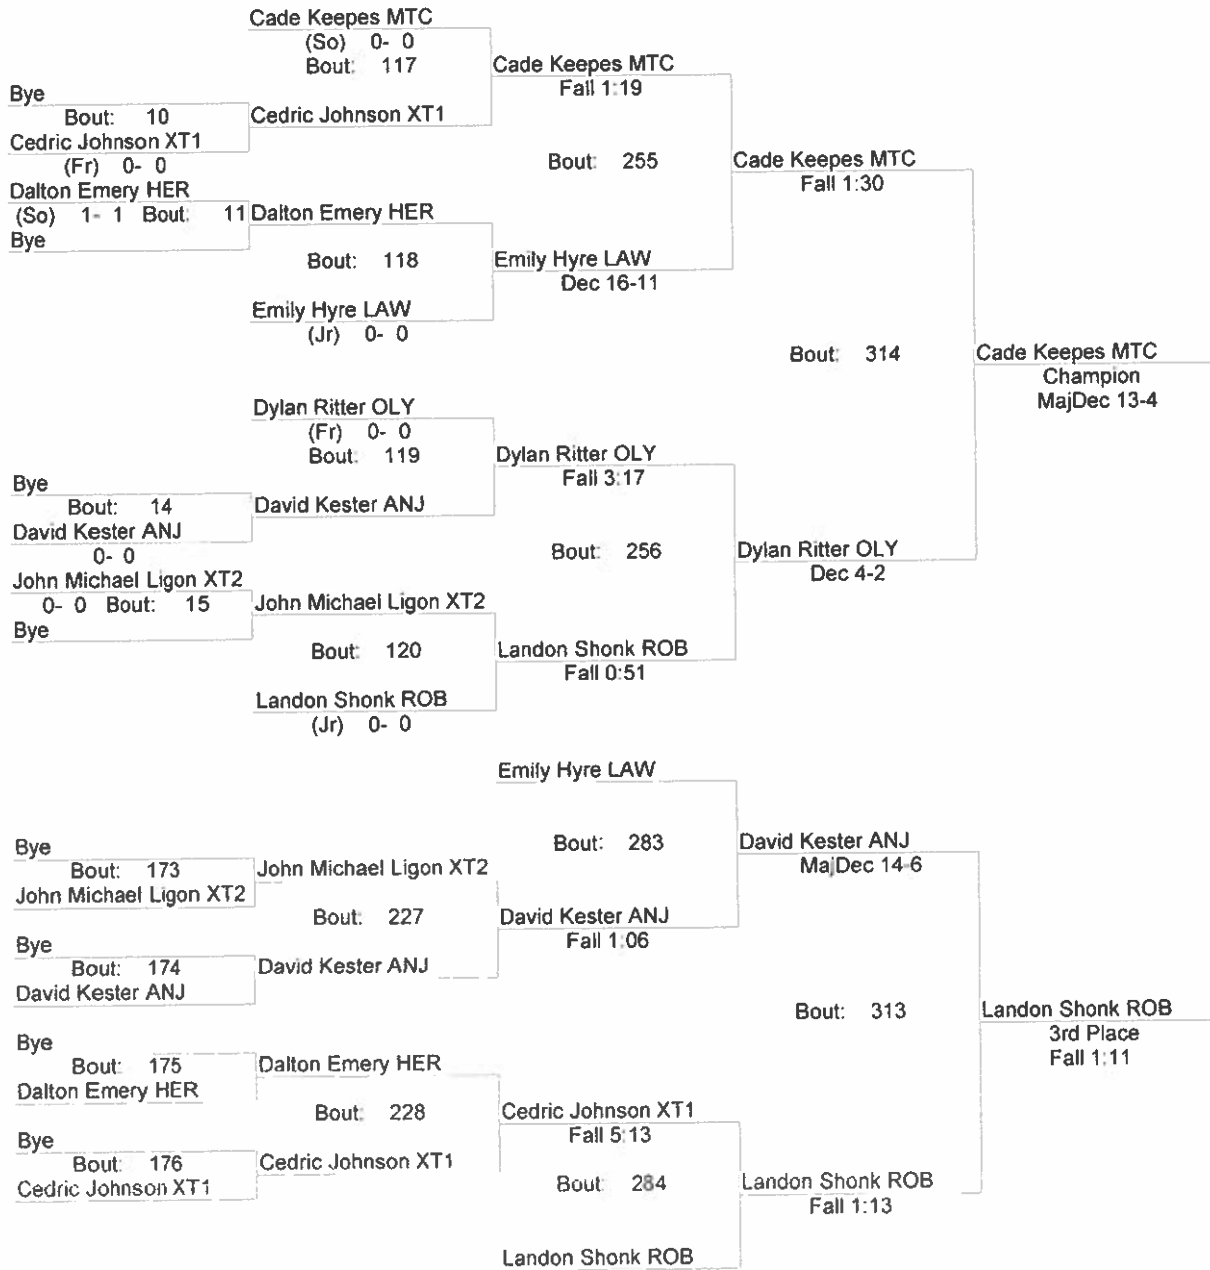 Cade Keepes MTC
(So) 0- 0
Bout: 117
Cade Keepes MTC
Fall 1:19
Bye
Bout: 10
Cedric Johnson XT1
Cedric Johnson XT1
(Fr) 0- 0
Bout: 255
Cade Keepes MTC
Fall 1:30
Dalton Emery HER
(So) 1- 1 Bout: 11
Dalton Emery HER
Bye
Bout: 118
Emily Hyre LAW
Dec 16-11
Emily Hyre LAW
(Jr) 0- 0
Bout: 314
Cade Keepes MTC
Champion
MajDec 13-4
Dylan Ritter OLY
(Fr) 0- 0
Bout: 119
Dylan Ritter OLY
Fall 3:17
Bye
Bout: 14
David Kester ANJ
David Kester ANJ
0- 0
Bout: 256
Dylan Ritter OLY
Dec 4-2
John Michael Ligon XT2
0- 0 Bout: 15
John Michael Ligon XT2
Bye
Bout: 120
Landon Shonk ROB
Fall 0:51
Landon Shonk ROB
(Jr) 0- 0
Emily Hyre LAW
Bout: 283
David Kester ANJ
MajDec 14-6
Bye
Bout: 173
John Michael Ligon XT2
John Michael Ligon XT2
Bout: 227
David Kester ANJ
Fall 1:06
Bye
Bout: 174
David Kester ANJ
David Kester ANJ
Bout: 313
Landon Shonk ROB
3rd Place
Fall 1:11
Bye
Bout: 175
Dalton Emery HER
Dalton Emery HER
Bout: 228
Cedric Johnson XT1
Fall 5:13
Bye
Bout: 176
Cedric Johnson XT1
Cedric Johnson XT1
Bout: 284
Landon Shonk ROB
Fall 1:13
Landon Shonk ROB